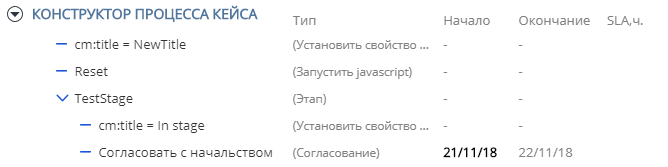 КОНСТРУКТОР ПРОЦЕССА КЕЙСА Тип Начало Окончание SLA,ч.
cm:title = NewTitle (Установить свойство ... - -
Reset (Запустить javascript) - -
TestStage (Этап) - -
cm:title = In stage (Установить свойство ... - -
Согласовать с начальством (Согласование) 21/11/18 22/11/18